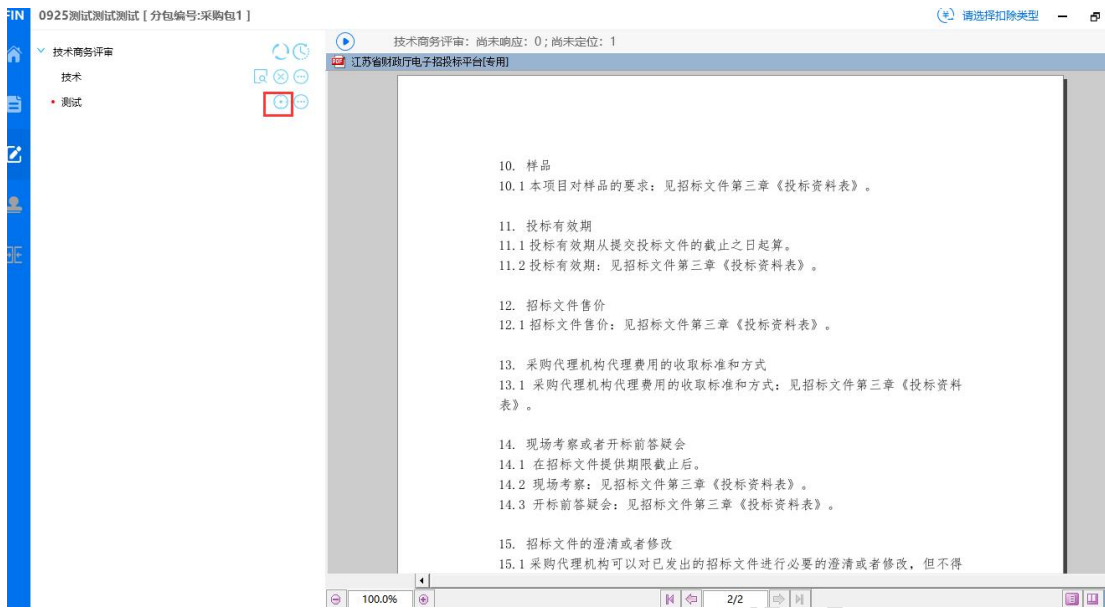 FIN
0925测试测试测试 [ 分包编号:采购包1 ]
请选择扣除类型
技术商务评审
技术
测试
技术商务评审：尚未响应：0；尚未定位：1
江苏省财政厅电子招投标平台[专用]
10. 样品
10.1 本项目对样品的要求：见招标文件第三章《投标资料表》。
11. 投标有效期
11.1 投标有效期从提交投标文件的截止之日起算。
11.2 投标有效期：见招标文件第三章《投标资料表》。
12. 招标文件售价
12.1 招标文件售价：见招标文件第三章《投标资料表》。
13. 采购代理机构代理费用的收取标准和方式
13.1 采购代理机构代理费用的收取标准和方式：见招标文件第三章《投标资料
表》。
14. 现场考察或者开标前答疑会
14.1 在招标文件提供期限截止后。
14.2 现场考察：见招标文件第三章《投标资料表》。
14.3 开标前答疑会：见招标文件第三章《投标资料表》。
15. 招标文件的澄清或者修改
15.1 采购代理机构可以对已发出的招标文件进行必要的澄清或者修改，但不得
100.0%
2/2